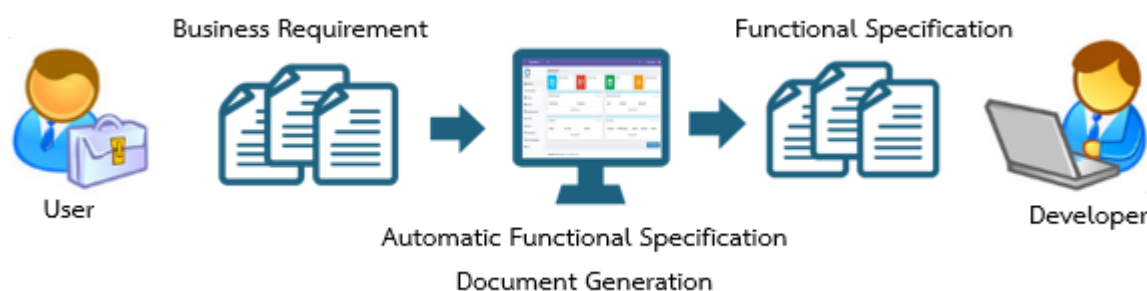 Business Requirement
Functional Specification
User
Developer
Automatic Functional Specification
Document Generation